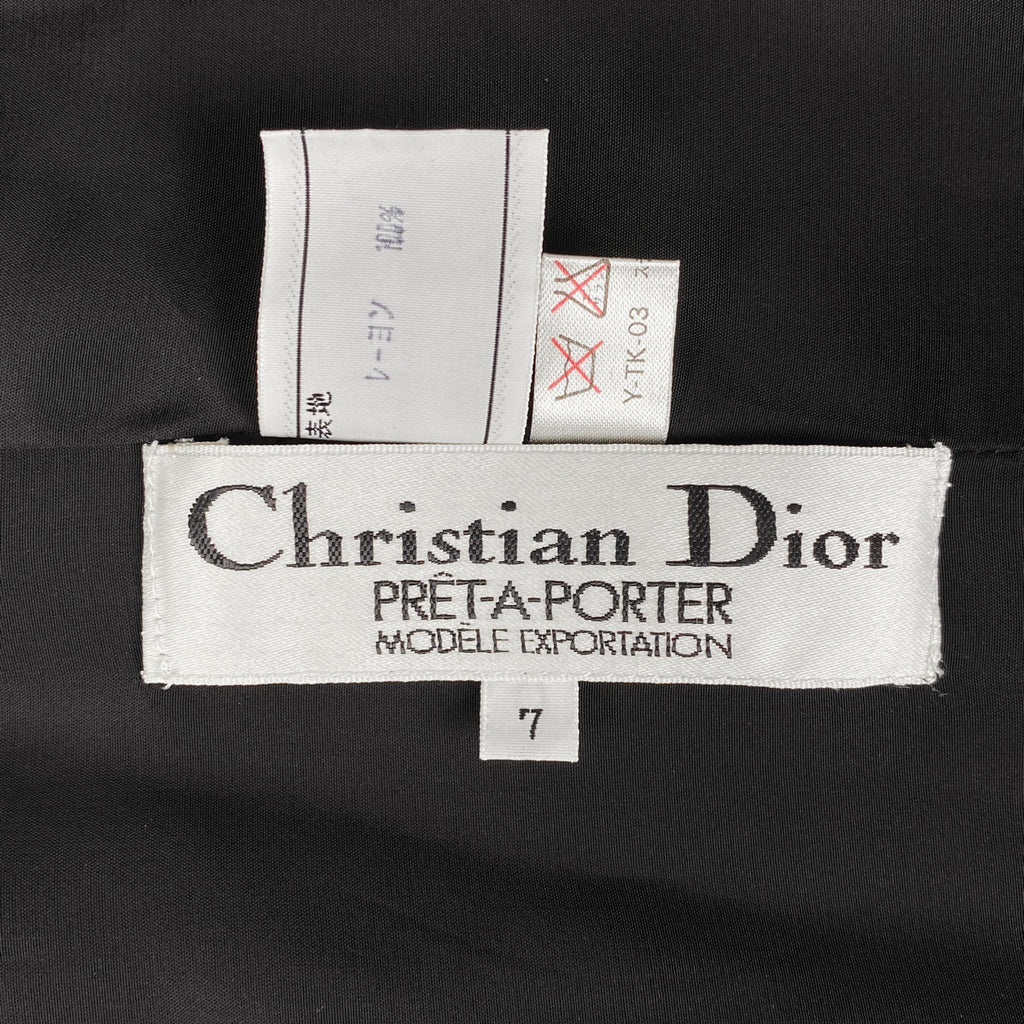 表地
レーヨン 100%
Y-TK-03
Christian Dior
PRÊT-A-PORTER
MODÈLE EXPORTATION
7